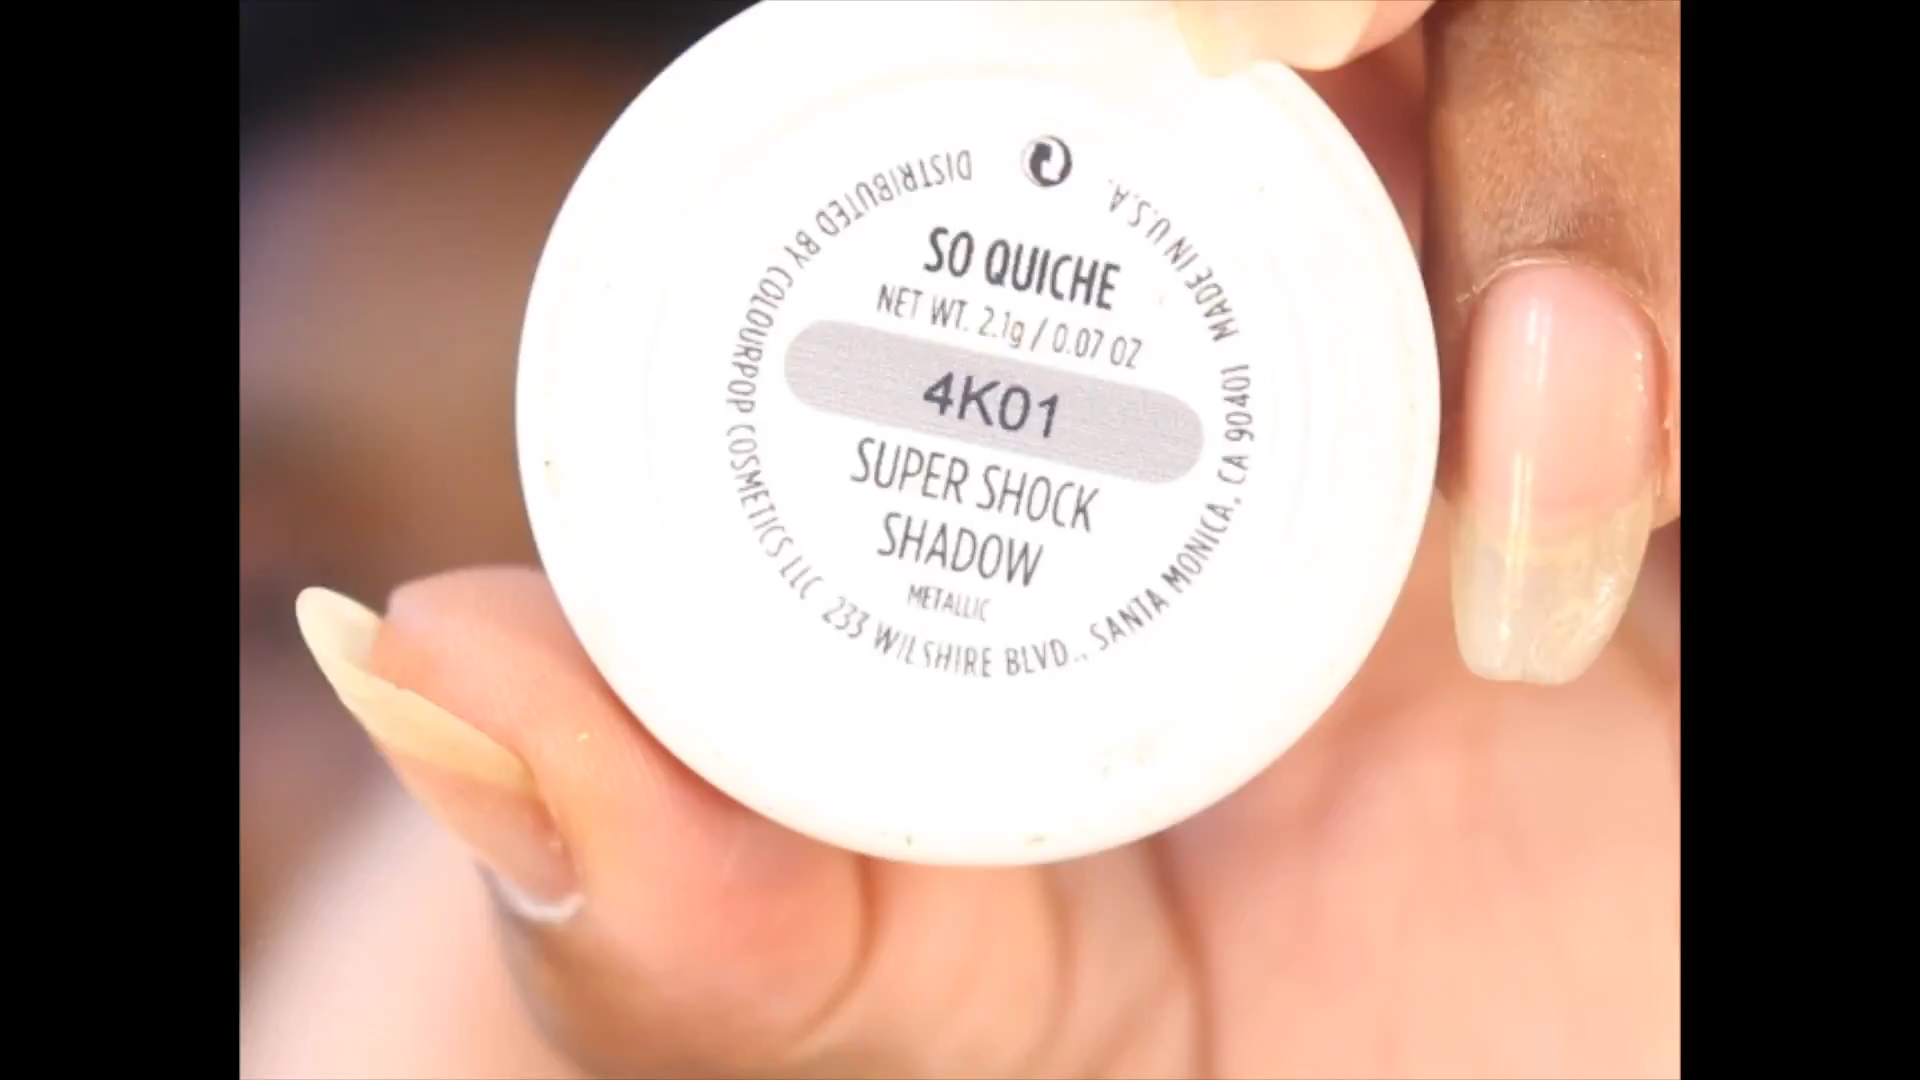 SO QUICHE
NET WT. 2.1g / 0.07 OZ
4K01
SUPER SHOCK
SHADOW
METALLIC
DISTRIBUTED BY COLOURPOP COSMETICS LLC 233 WILSHIRE BLVD., SANTA MONICA, CA 90401 MADE IN U.S.A.